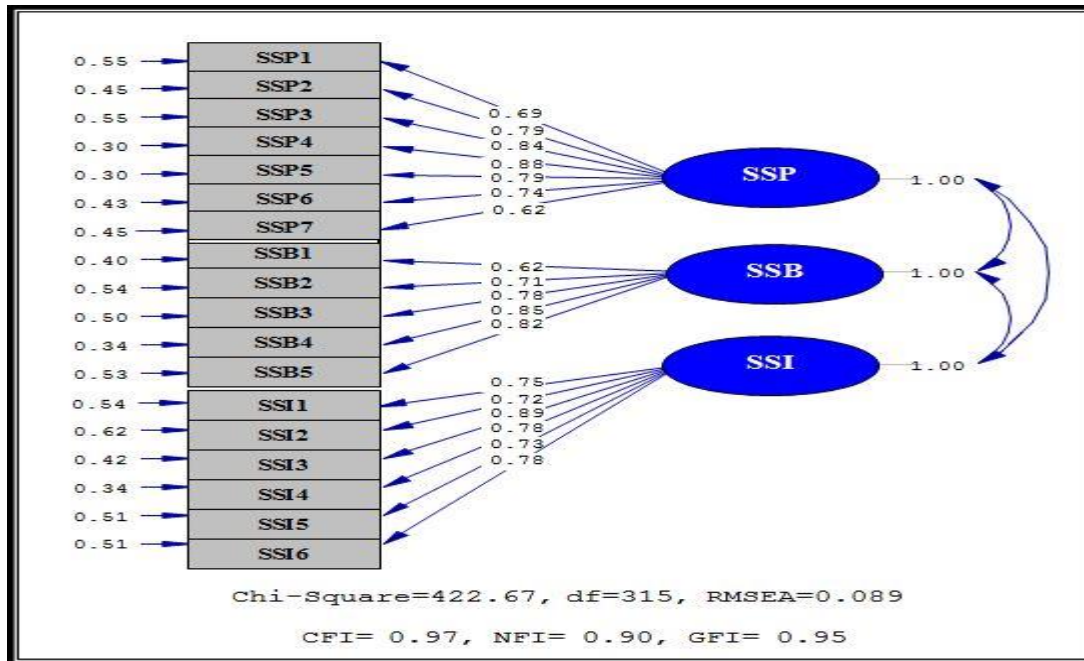 0.55 SSP1
0.45 SSP2
0.55 SSP3
0.30 SSP4
0.30 SSP5
0.43 SSP6
0.45 SSP7
0.40 SSB1
0.54 SSB2
0.50 SSB3
0.34 SSB4
0.53 SSB5
0.54 SSI1
0.62 SSI2
0.42 SSI3
0.34 SSI4
0.51 SSI5
0.51 SSI6
0.69
0.79
0.84
0.88
0.79
0.74
0.62
0.62
0.71
0.78
0.85
0.82
0.75
0.72
0.89
0.78
0.73
0.78
SSP 1.00
SSB 1.00
SSI 1.00
Chi-Square=422.67, df=315, RMSEA=0.089
CFI= 0.97, NFI= 0.90, GFI= 0.95